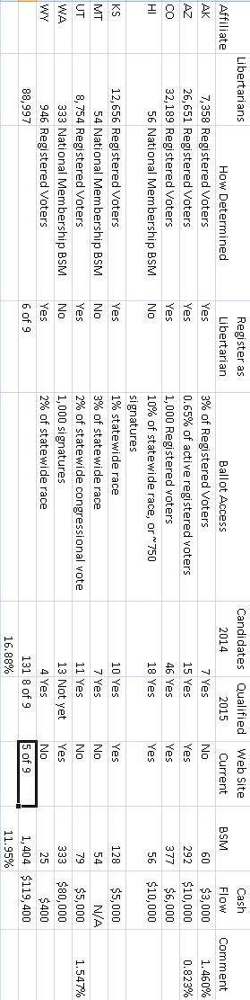 Libertarians Register as Candidates Qualified Web site Cash
Affiliate How Determined Libertarian Ballot Access 2014 2015 Current BSM Flow Comment
AK 7,358 Registered Voters Yes 3% of Registered Voters 7 Yes No 60 $3,000 1.460%
AZ 26,651 Registered Voters Yes 0.65% of active registered voters 15 Yes Yes 292 $10,000 0.823%
CO 32,189 Registered Voters Yes 1,000 Registered voters 46 Yes Yes 377 $6,000
HI 56 National Membership BSM No 10% of statewide race, or ~750 18 Yes Yes 56 $10,000
signatures
KS 12,656 Registered Voters Yes 1% statewide race 10 Yes Yes 128 $5,000
MT 54 National Membership BSM No 3% of statewide race 7 Yes No 54 N/A
UT 8,754 Registered Voters Yes 2% of statewide congressional vote 11 Yes No 79 $5,000 1.547%
WA 333 National Membership BSM No 1,000 signatures 13 Not yet Yes 333 $80,000
WY 946 Registered Voters Yes 2% of statewide race 4 Yes No 25 $400
88,997 6 of 9 131 8 of 9 5 of 9 1,404 $119,400
16.88% 11.95%